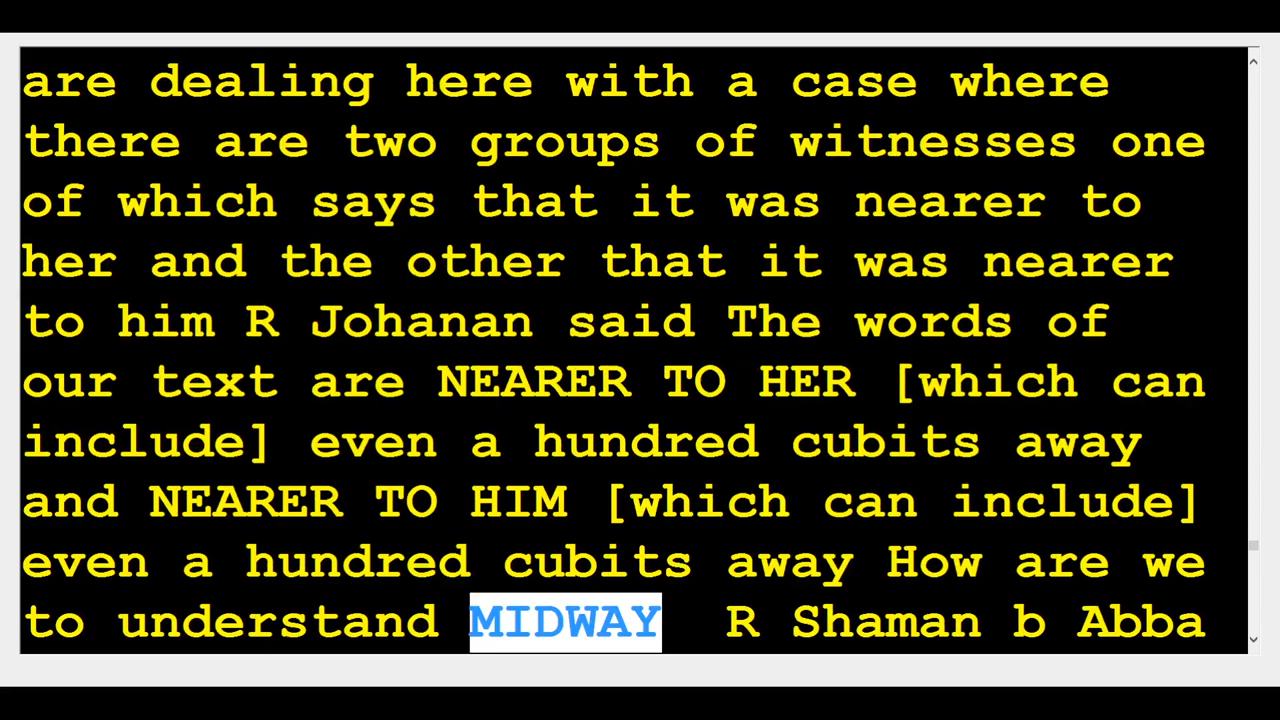 are dealing here with a case where
there are two groups of witnesses one
of which says that it was nearer to
her and the other that it was nearer
to him R Johanan said The words of
our text are NEARER TO HER [which can
include] even a hundred cubits away
and NEARER TO HIM [which can include]
even a hundred cubits away How are we
to understand MIDWAY R Shaman b Abba